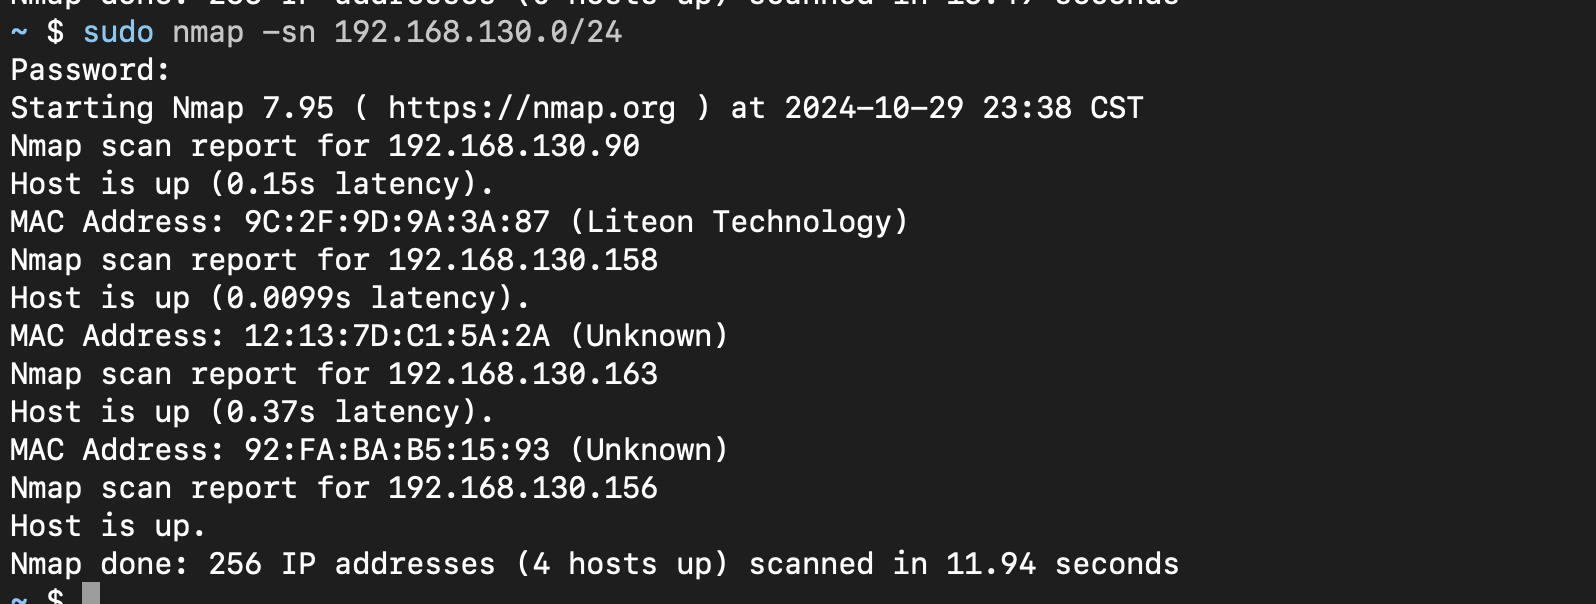 Nmap done: 256 IP addresses (0 hosts up) scanned in 13.49 seconds
~ $ sudo nmap -sn 192.168.130.0/24
Password:
Starting Nmap 7.95 ( https://nmap.org ) at 2024-10-29 23:38 CST
Nmap scan report for 192.168.130.90
Host is up (0.15s latency).
MAC Address: 9C:2F:9D:9A:3A:87 (Liteon Technology)
Nmap scan report for 192.168.130.158
Host is up (0.0099s latency).
MAC Address: 12:13:7D:C1:5A:2A (Unknown)
Nmap scan report for 192.168.130.163
Host is up (0.37s latency).
MAC Address: 92:FA:BA:B5:15:93 (Unknown)
Nmap scan report for 192.168.130.156
Host is up.
Nmap done: 256 IP addresses (4 hosts up) scanned in 11.94 seconds
~ $